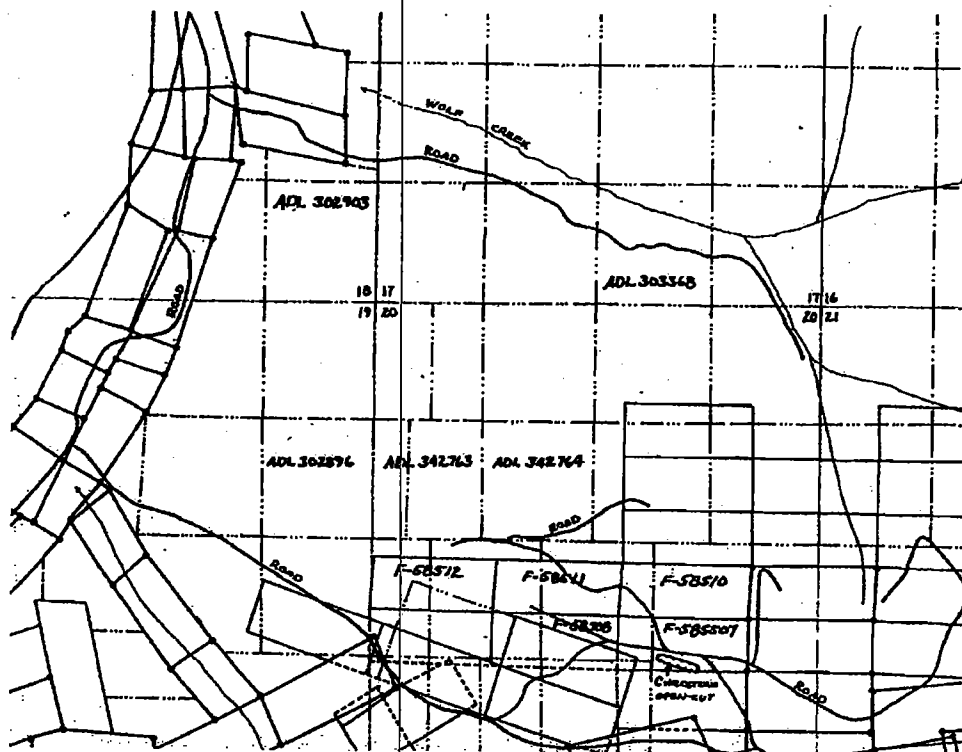 WOLF CREEK
ROAD
ADL 302903
ROAD
ADL 303368
18 17
19 20
17 16
20 21
ADL 302896
ADL 342763
ADL 342764
ROAD
ROAD
F-58512
F-58511
F-58510
F-58508
F-585507
OPEN-CUT
ROAD